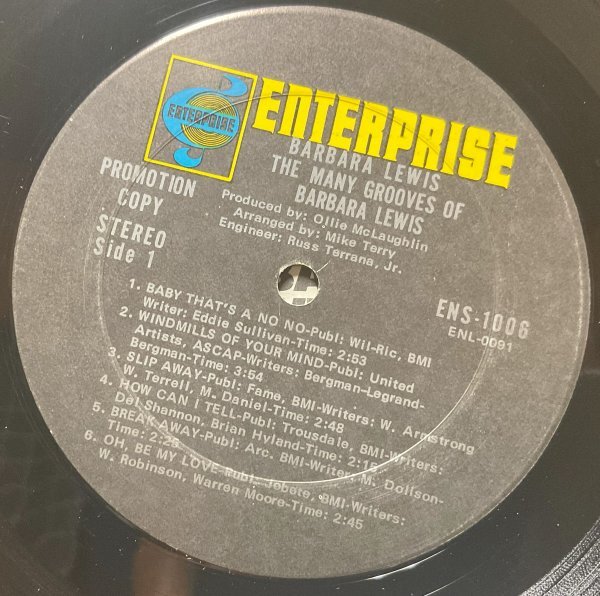 ENTERPRISE
ENTERPRISE
BARBARA LEWIS
THE MANY GROOVES OF
BARBARA LEWIS
PROMOTION
COPY
Produced by: Ollie McLaughlin
Arranged by: Mike Terry
Engineer: Russ Terrana, Jr.
STEREO
Side 1
ENS-1006
ENL-0091
1. BABY THAT'S A NO NO-Publ: Wil-Ric, BMI
Writer: Eddie Sullivan-Time: 2:53
2. WINDMILLS OF YOUR MIND-Publ: United
Artists, ASCAP-Writers: Bergman-Legrand-
Bergman-Time: 3:54
3. SLIP AWAY-Publ: Fame, BMI-Writers: W. Armstrong
W. Terrell, M. Daniel-Time: 2:48
4. HOW CAN I TELL-Publ: Trousdale, BMI-Writers:
Del Shannon, Brian Hyland-Time: 2:15
5. BREAK AWAY-Publ: Arc. BMI-Writers: M. Dollfson-
Time: 2:25
6. OH, BE MY LOVE-Publ: Jobete, BMI-Writers:
W. Robinson, Warren Moore-Time: 2:45